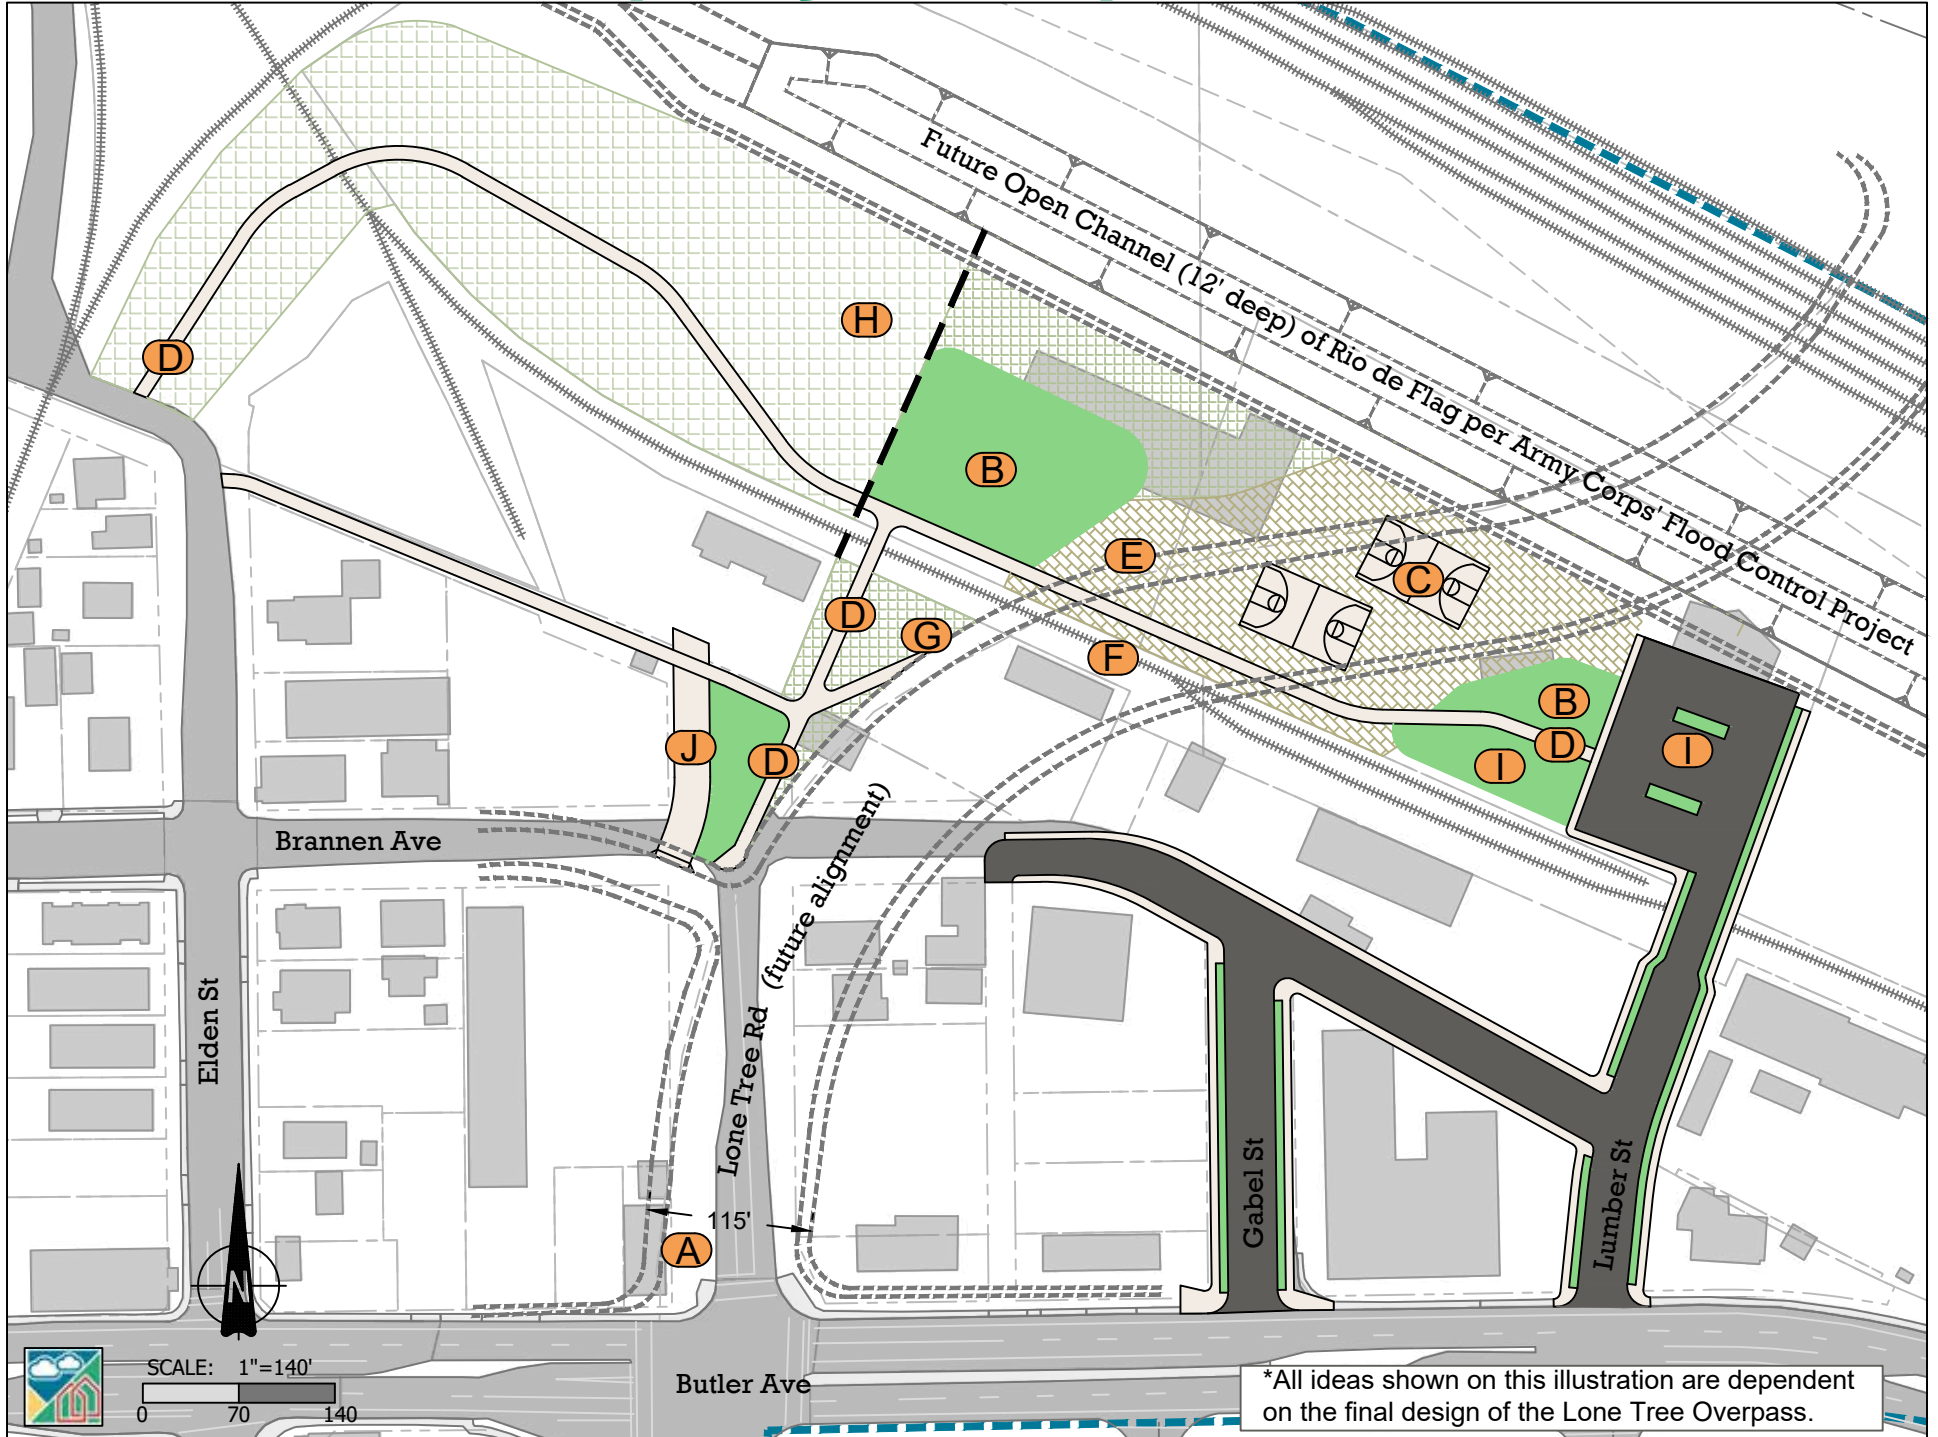 Future Open Channel (12' deep) of Rio de Flag per Army Corps' Flood Control Project
H
D
B
E
C
D
G
F
B
J
D
D
I
I
Brannen Ave
Lone Tree Rd (future alignment)
Elden St
Gabel St
Lumber St
115'
A
N
SCALE: 1"=140'
0 70 140
Butler Ave
*All ideas shown on this illustration are dependent
on the final design of the Lone Tree Overpass.